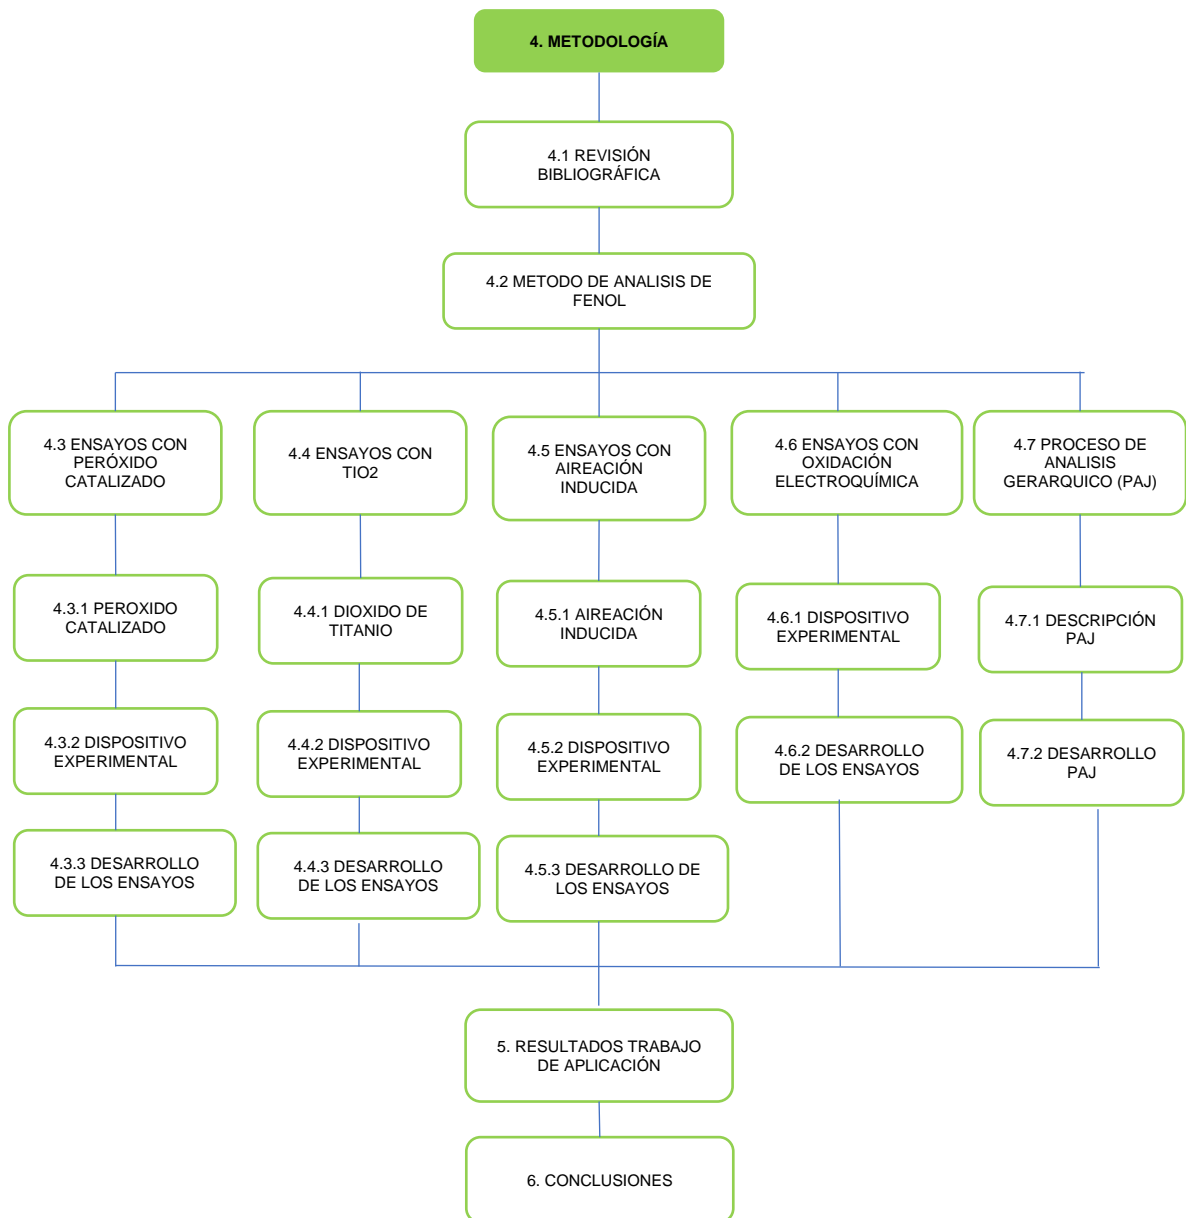 4. METODOLOGÍA
4.1 REVISIÓN
BIBLIOGRÁFICA
4.2 METODO DE ANALISIS DE
FENOL
4.3 ENSAYOS CON
PERÓXIDO
CATALIZADO
4.4 ENSAYOS CON
TIO2
4.5 ENSAYOS CON
AIREACIÓN
INDUCIDA
4.6 ENSAYOS CON
OXIDACIÓN
ELECTROQUÍMICA
4.7 PROCESO DE
ANALISIS
GERARQUICO (PAJ)
4.3.1 PEROXIDO
CATALIZADO
4.4.1 DIOXIDO DE
TITANIO
4.5.1 AIREACIÓN
INDUCIDA
4.6.1 DISPOSITIVO
EXPERIMENTAL
4.7.1 DESCRIPCIÓN
PAJ
4.3.2 DISPOSITIVO
EXPERIMENTAL
4.4.2 DISPOSITIVO
EXPERIMENTAL
4.5.2 DISPOSITIVO
EXPERIMENTAL
4.6.2 DESARROLLO
DE LOS ENSAYOS
4.7.2 DESARROLLO
PAJ
4.3.3 DESARROLLO
DE LOS ENSAYOS
4.4.3 DESARROLLO
DE LOS ENSAYOS
4.5.3 DESARROLLO DE
LOS ENSAYOS
5. RESULTADOS TRABAJO
DE APLICACIÓN
6. CONCLUSIONES